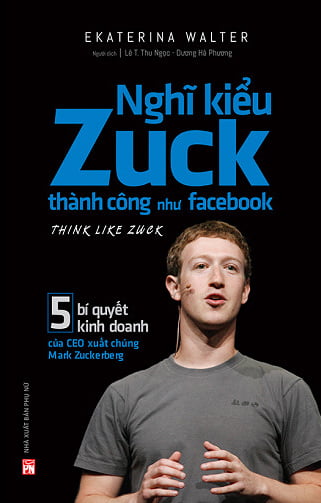 EKATERINA WALTER
Người dịch | Lê T. Thu Ngọc - Dương Hà Phương
Nghĩ kiểu
Zuck
thành công như facebook
THINK LIKE ZUCK
5 bí quyết
kinh doanh
của CEO xuất chúng
Mark Zuckerberg
NHÀ XUẤT BẢN PHỤ NỮ
PN